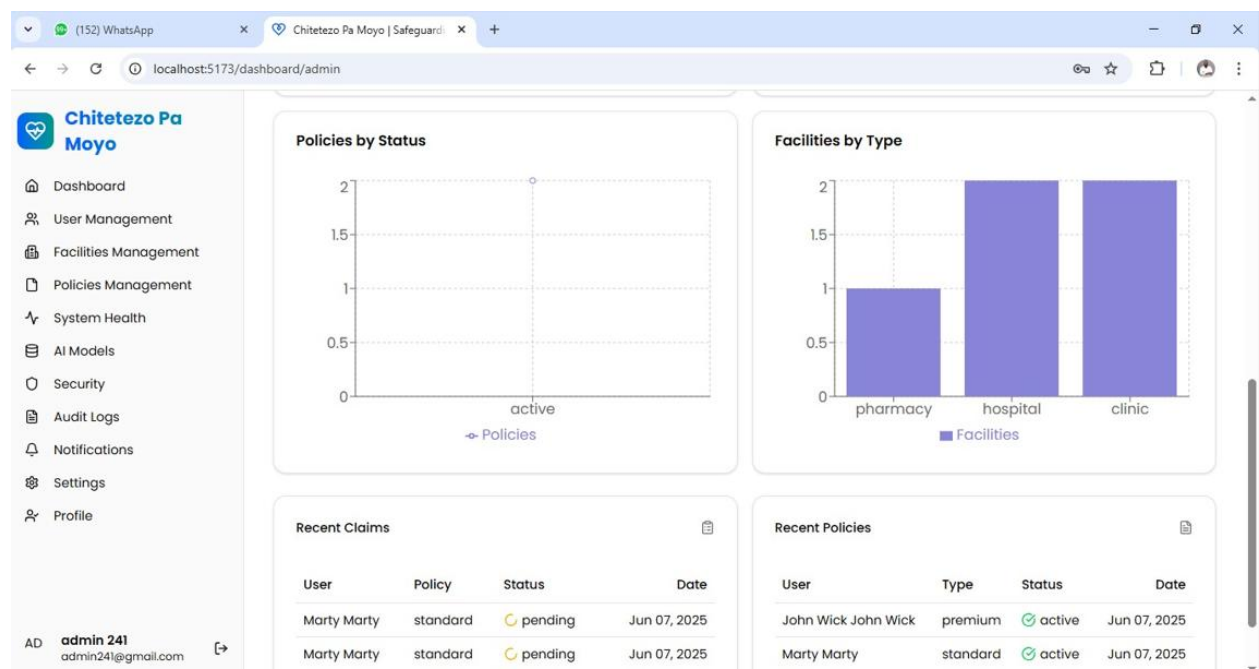 (152) WhatsApp
Chitetezo Pa Moyo | Safeguardi
localhost:5173/dashboard/admin
Chitetezo Pa
Moyo
Dashboard
User Management
Facilities Management
Policies Management
System Health
AI Models
Security
Audit Logs
Notifications
Settings
Profile
AD
admin 241
admin241@gmail.com
Policies by Status
2
1.5
1
0.5
0
active
Policies
Facilities by Type
2
1.5
1
0.5
0
pharmacy hospital clinic
Facilities
Recent Claims
User Policy Status Date
Marty Marty standard pending Jun 07, 2025
Marty Marty standard pending Jun 07, 2025
Recent Policies
User Type Status Date
John Wick John Wick premium active Jun 07, 2025
Marty Marty standard active Jun 07, 2025